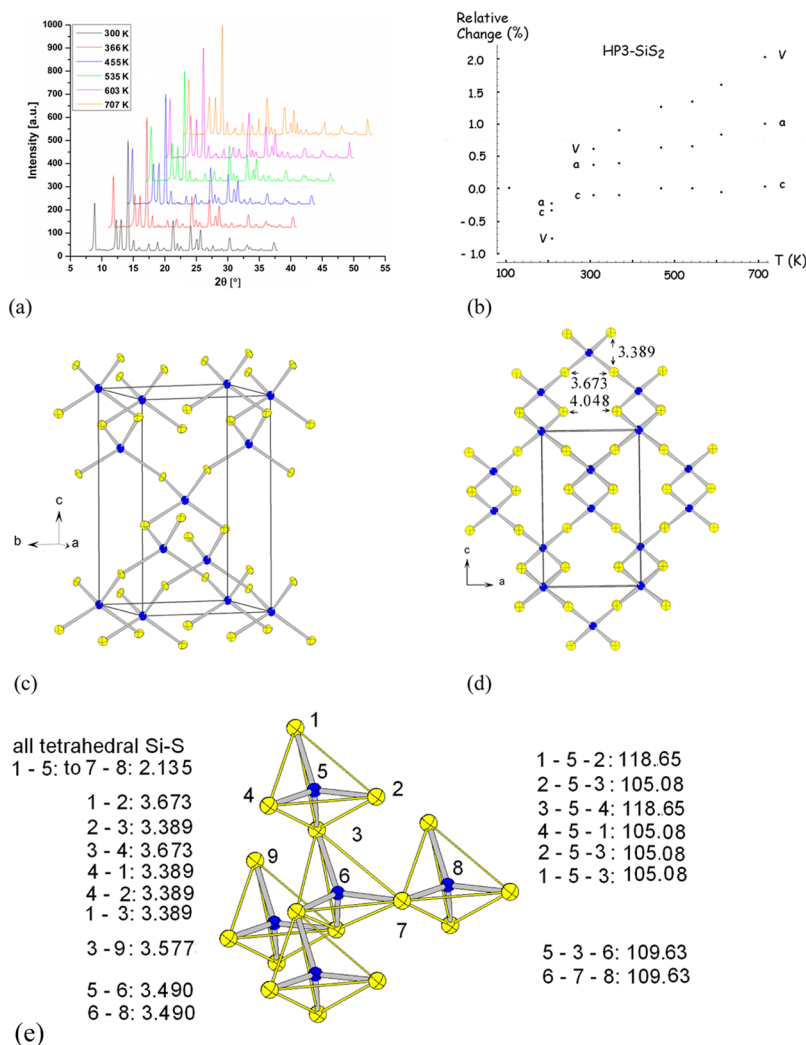 1000
900
800
700
600
500
400
300
200
100
0
Intensity [a.u.]
300 K
366 K
455 K
535 K
603 K
707 K
5 10 15 20 25 30 35 40 45 50 55
2θ [°]
(a)
Relative
Change (%)
HP3-SiS2
2.0
1.5
1.0
0.5
0.0
- 0.5
- 1.0
V
a
c
a
c
V
V
a
c
100 200 300 400 500 600 700
T (K)
(b)
c
b
a
(c)
3.389
3.673
4.048
c
a
(d)
all tetrahedral Si-S
1 - 5: to 7 - 8: 2.135
1 - 2: 3.673
2 - 3: 3.389
3 - 4: 3.673
4 - 1: 3.389
4 - 2: 3.389
1 - 3: 3.389
3 - 9: 3.577
5 - 6: 3.490
6 - 8: 3.490
1
5
4
2
3
9
6
8
7
1 - 5 - 2: 118.65
2 - 5 - 3: 105.08
3 - 5 - 4: 118.65
4 - 5 - 1: 105.08
2 - 5 - 3: 105.08
1 - 5 - 3: 105.08
5 - 3 - 6: 109.63
6 - 7 - 8: 109.63
(e)